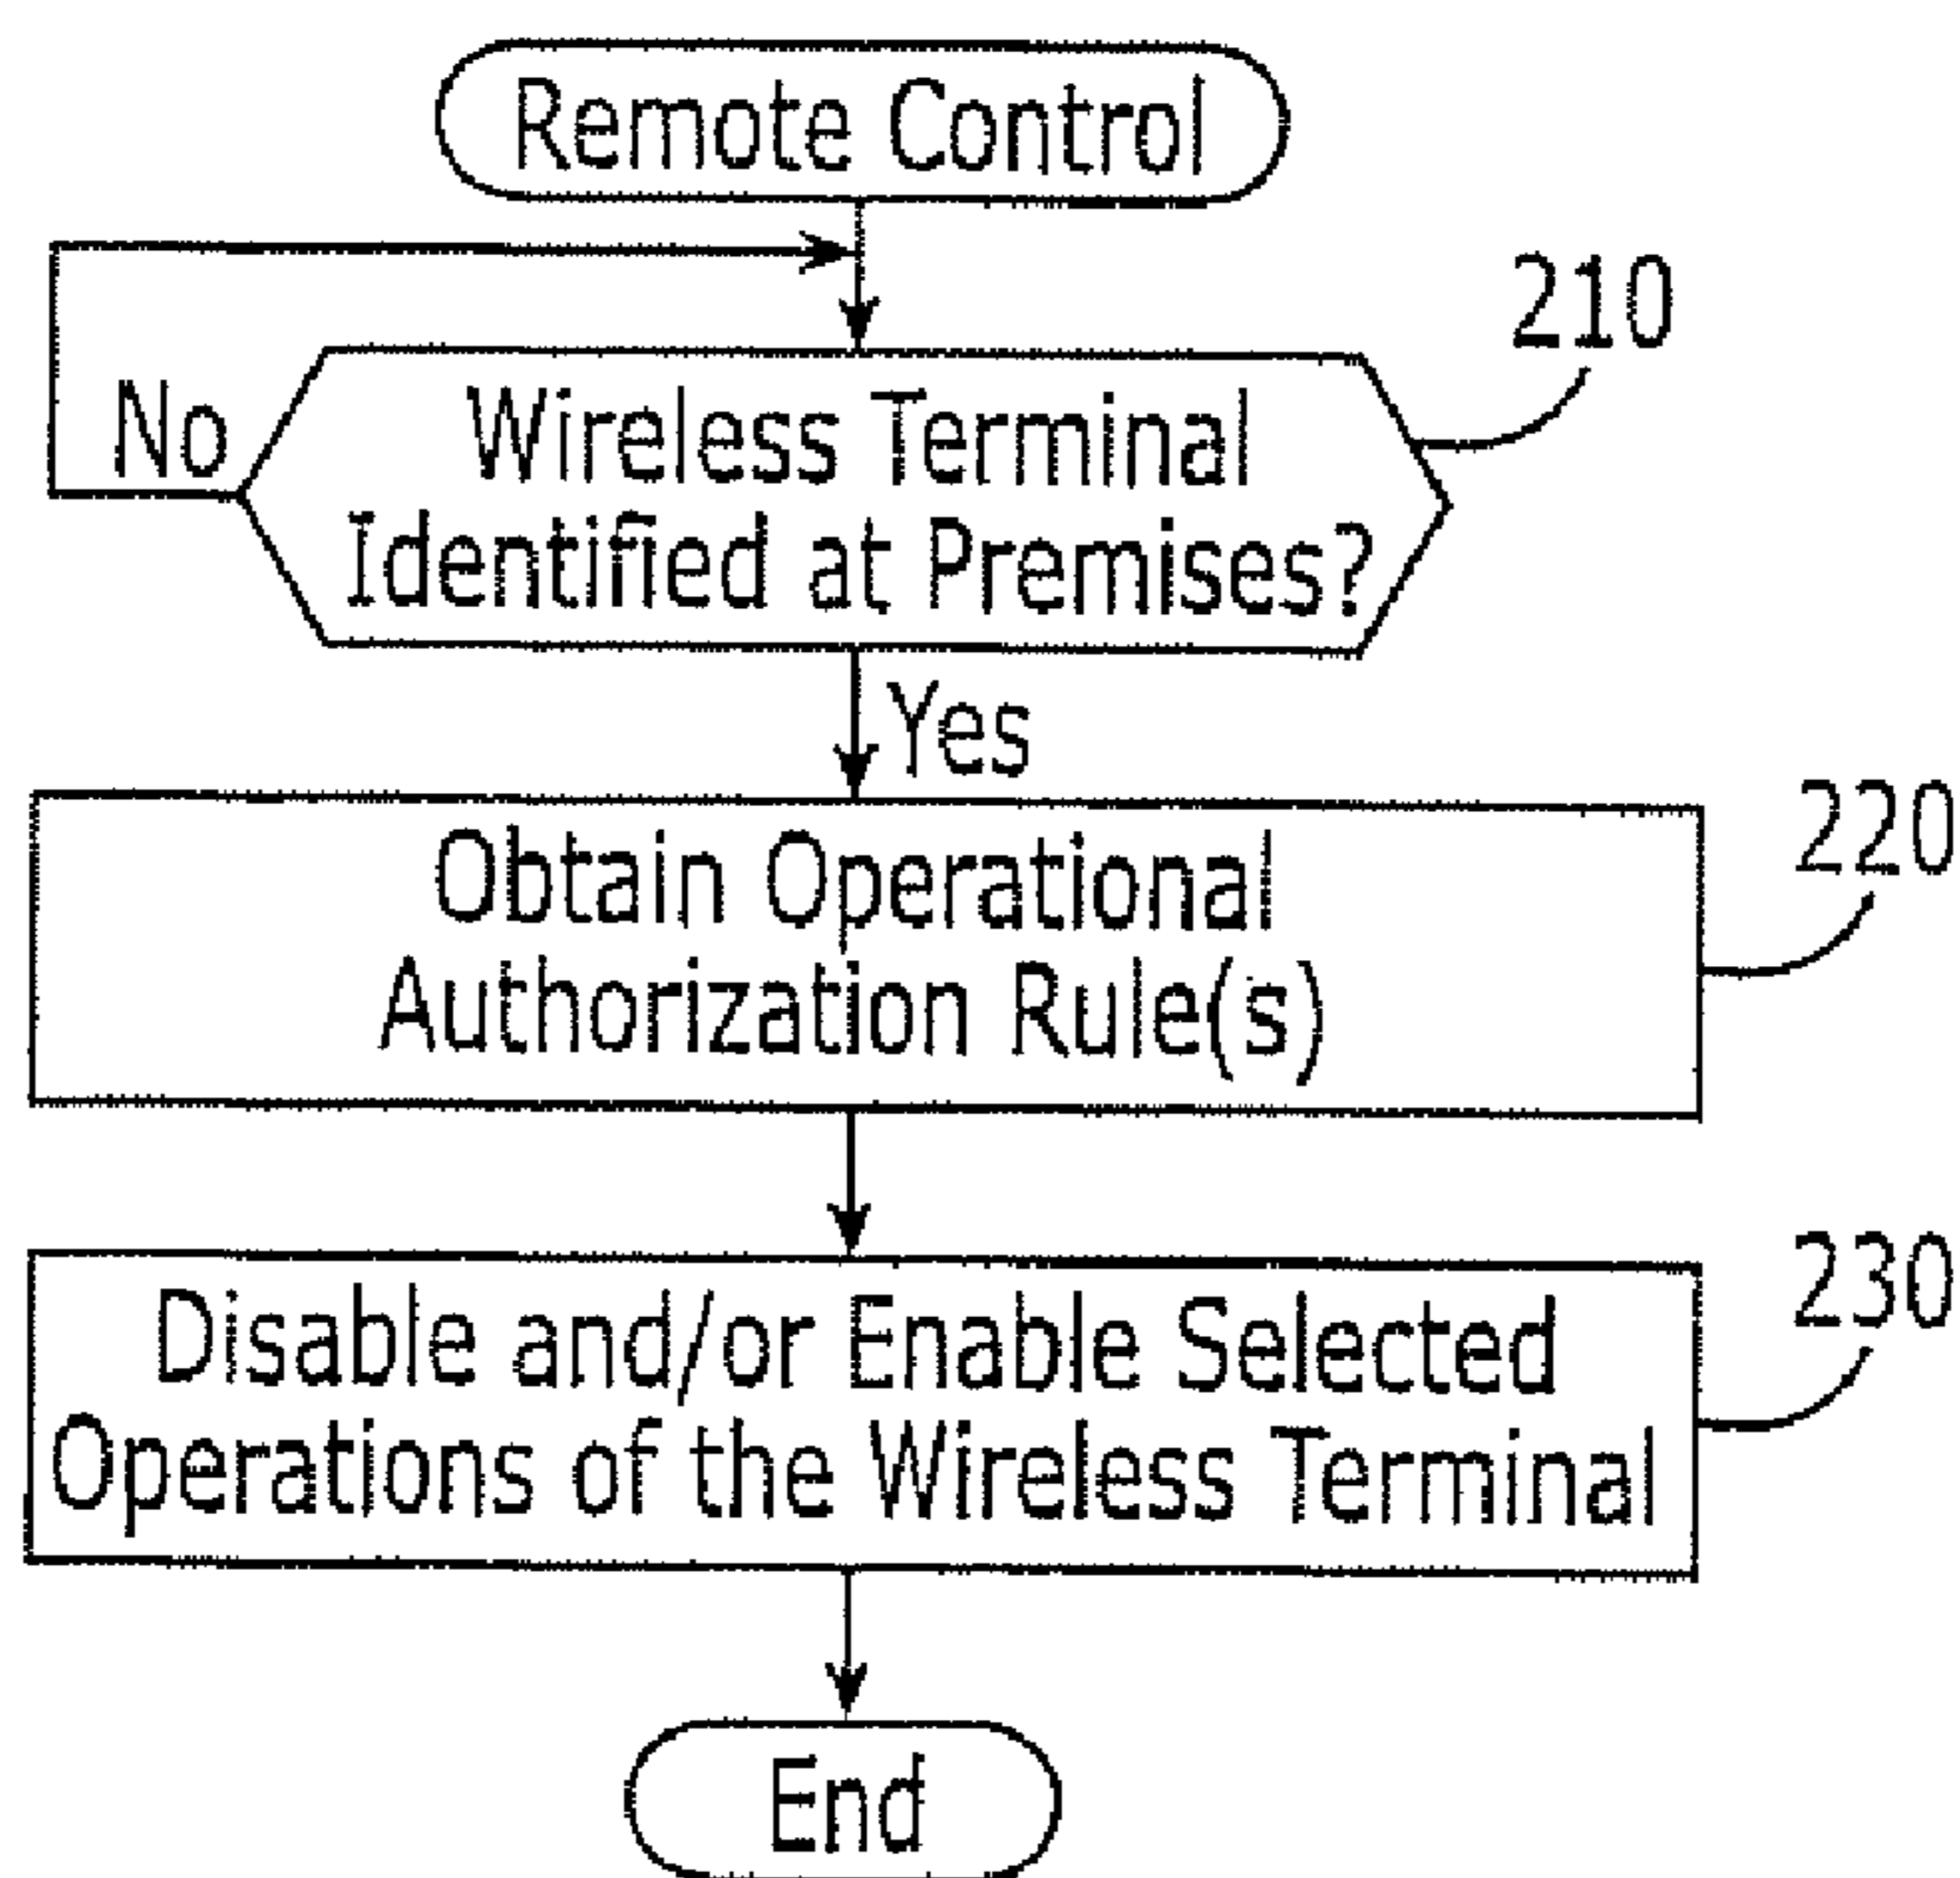 Remote Control
210
No
Wireless Terminal
Identified at Premises?
Yes
220
Obtain Operational
Authorization Rule(s)
230
Disable and/or Enable Selected
Operations of the Wireless Terminal
End